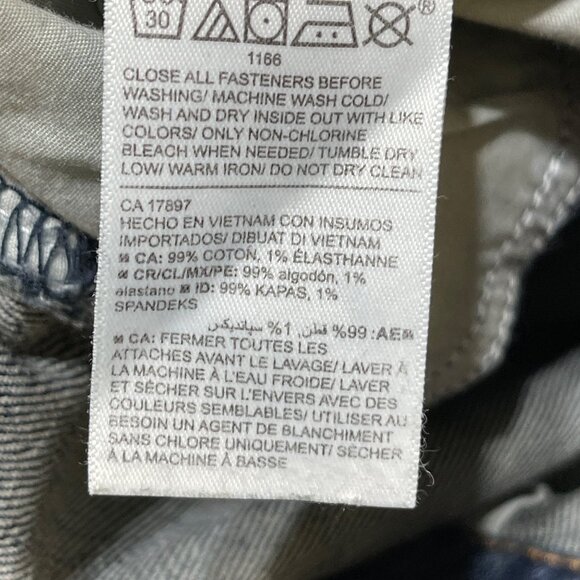 30
®
1166
CLOSE ALL FASTENERS BEFORE
WASHING/ MACHINE WASH COLD/
WASH AND DRY INSIDE OUT WITH LIKE
COLORS/ ONLY NON-CHLORINE
BLEACH WHEN NEEDED/ TUMBLE DRY
LOW/ WARM IRON/ DO NOT DRY CLEAN
CA 17897
HECHO EN VIETNAM CON INSUMOS
IMPORTADOS/ DIBUAT DI VIETNAM
CA: 99% COTON, 1% ÉLASTHANNE
CR/CL/MX/PE: 99% algodón, 1%
elastano ID: 99% KAPAS, 1%
SPANDEKS
AE: 99% قطن, 1% سباندكس
CA: FERMER TOUTES LES
ATTACHES AVANT LE LAVAGE/ LAVER À
LA MACHINE À L'EAU FROIDE/ LAVER
ET SÉCHER SUR L'ENVERS AVEC DES
COULEURS SEMBLABLES/ UTILISER AU
BESOIN UN AGENT DE BLANCHIMENT
SANS CHLORE UNIQUEMENT/ SÉCHER
À LA MACHINE À BASSE